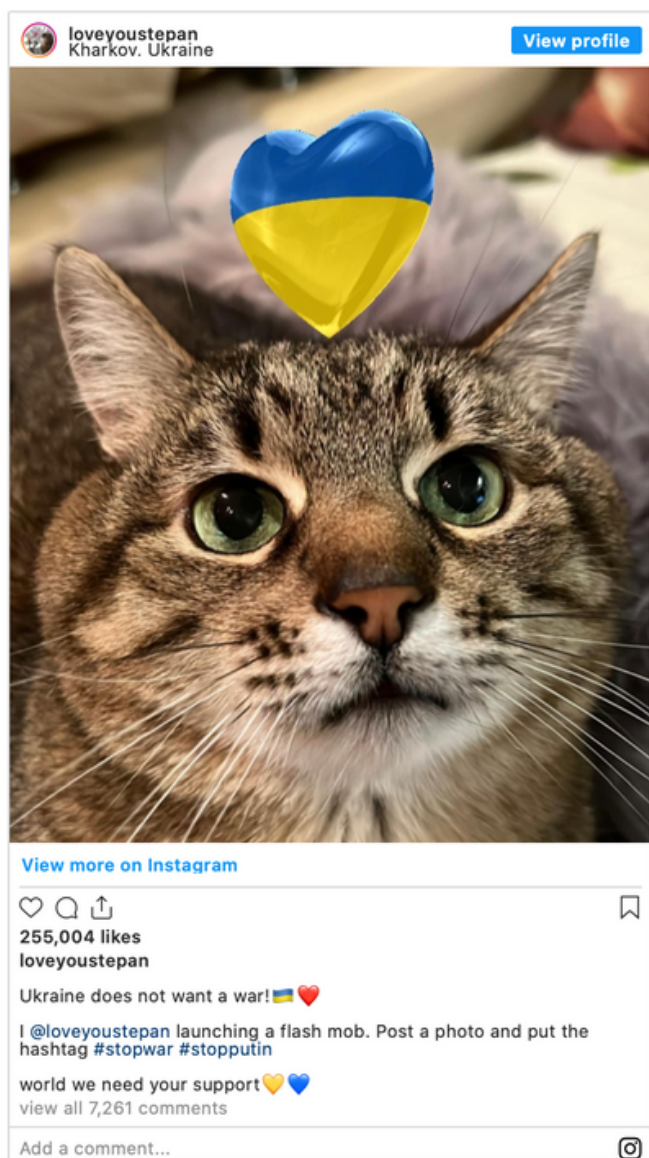 loveyoustepan
Kharkov. Ukraine
View profile
View more on Instagram
255,004 likes
loveyoustepan
Ukraine does not want a war!🇺🇦❤️
I @loveyoustepan launching a flash mob. Post a photo and put the
hashtag #stopwar #stopputin
world we need your support💛💙
view all 7,261 comments
Add a comment...